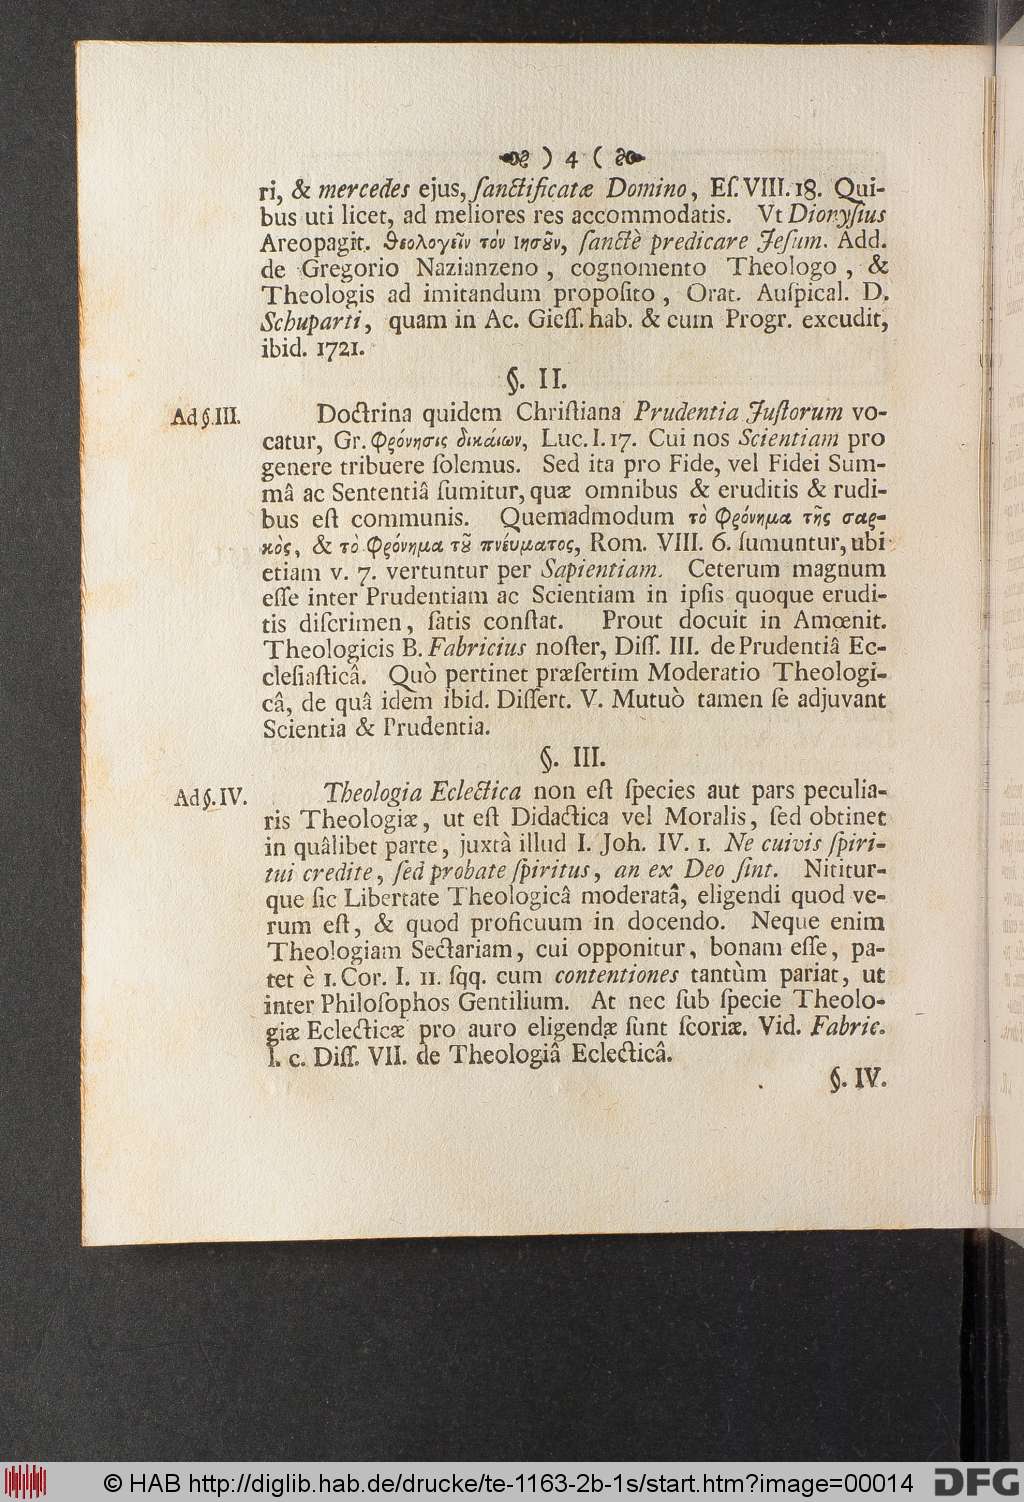 ) 4 (
ri, & mercedes ejus, ſanctificatæ Domino, Eſ. VIII. 18. Qui-
bus uti licet, ad meliores res accommodatis. Vt Dionyſius
Areopagit. θεολογεῖν τὸν Ιησȣ̃ν, ſanctè predicare Jeſum. Add.
de Gregorio Nazianzeno, cognomento Theologo, &
Theologis ad imitandum propoſito, Orat. Auſpical. D.
Schuparti, quam in Ac. Gieſſ. hab. & cum Progr. excudit,
ibid. 1721.
§. II.
Ad §. III. Doctrina quidem Chriſtiana Prudentia Juſtorum vo-
catur, Gr. Φρόνησις δικάιων, Luc. I. 17. Cui nos Scientiam pro
genere tribuere ſolemus. Sed ita pro Fide, vel Fidei Sum-
mâ ac Sententiâ ſumitur, quæ omnibus & eruditis & rudi-
bus eſt communis. Quemadmodum τὸ Φρόνημα τῆς σαρ-
κὸς, & τὸ Φρόνημα τȣ̃ πνέυματος, Rom. VIII. 6. ſumuntur, ubi
etiam v. 7. vertuntur per Sapientiam. Ceterum magnum
eſſe inter Prudentiam ac Scientiam in ipſis quoque erudi-
tis diſcrimen, ſatis conſtat. Prout docuit in Amœnit.
Theologicis B. Fabricius noſter, Diſſ. III. de Prudentiâ Ec-
cleſiaſticâ. Quò pertinet præſertim Moderatio Theologi-
câ, de quâ idem ibid. Diſſert. V. Mutuò tamen ſe adjuvant
Scientia & Prudentia.
§. III.
Ad §. IV. Theologia Eclectica non eſt ſpecies aut pars peculia-
ris Theologiæ, ut eſt Didactica vel Moralis, ſed obtinet
in quâlibet parte, juxtà illud I. Joh. IV. 1. Ne cuivis ſpiri-
tui credite, ſed probate ſpiritus, an ex Deo ſint. Nititur-
que ſic Libertate Theologicâ moderatâ, eligendi quod ve-
rum eſt, & quod proficuum in docendo. Neque enim
Theologiam Sectariam, cui opponitur, bonam eſſe, pa-
tet è 1. Cor. I. 11. ſqq. cum contentiones tantùm pariat, ut
inter Philoſophos Gentilium. At nec ſub ſpecie Theolo-
giæ Eclecticæ pro auro eligendæ ſunt ſcoriæ. Vid. Fabric.
l. c. Diſſ. VII. de Theologiâ Eclecticâ.
§. IV.
© HAB http://diglib.hab.de/drucke/te-1163-2b-1s/start.htm?image=00014
DFG